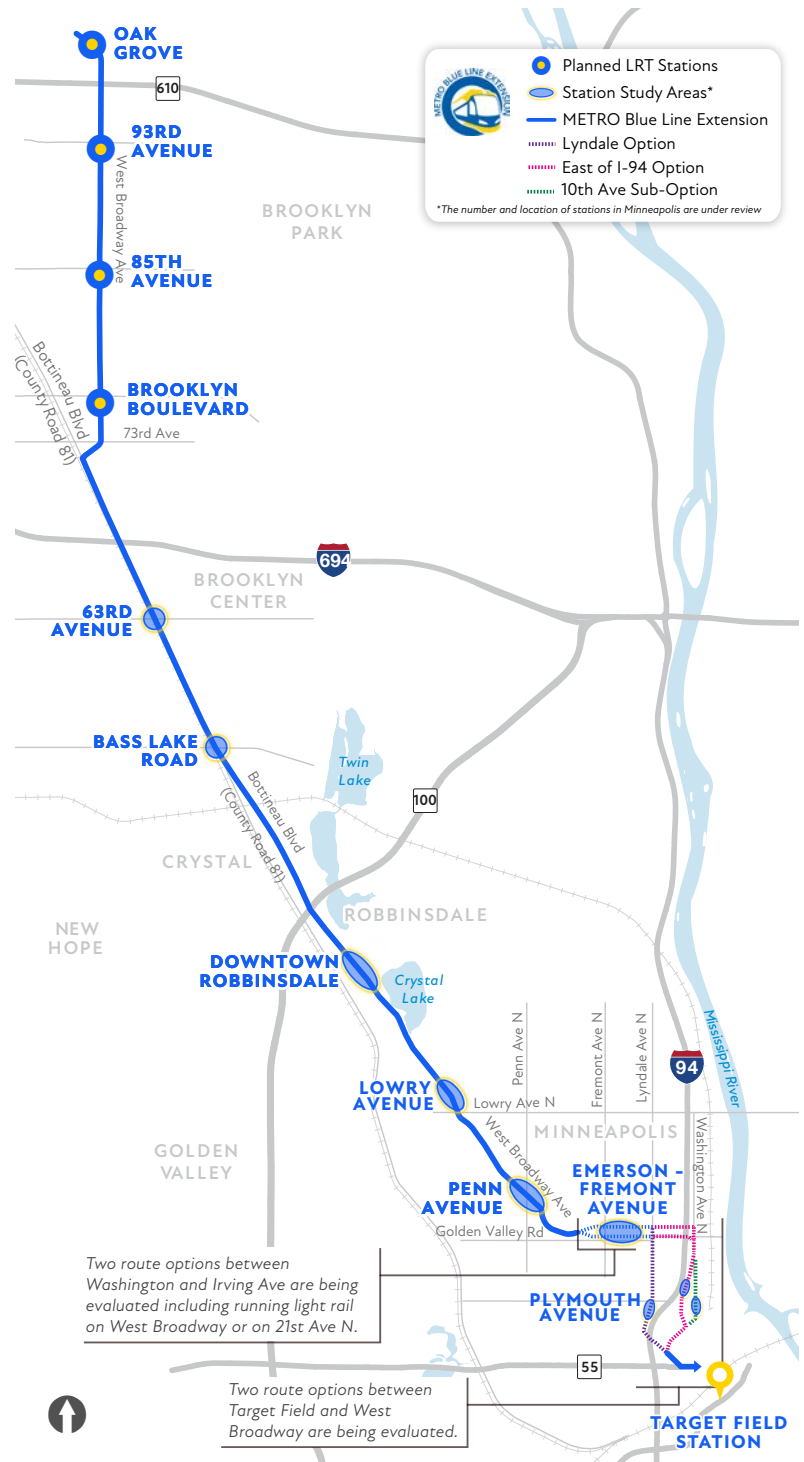 OAK
GROVE
610
METRO BLUE LINE EXTENSION
Planned LRT Stations
Station Study Areas*
METRO Blue Line Extension
Lyndale Option
East of I-94 Option
10th Ave Sub-Option
*The number and location of stations in Minneapolis are under review
93RD
AVENUE
West Broadway Ave
BROOKLYN
PARK
85TH
AVENUE
Bottineau Blvd
(County Road 81)
BROOKLYN
BOULEVARD
73rd Ave
694
BROOKLYN
CENTER
63RD
AVENUE
BASS LAKE
ROAD
Twin
Lake
Bottineau Blvd
(County Road 81)
100
CRYSTAL
ROBBINSDALE
NEW
HOPE
DOWNTOWN
ROBBINSDALE
Crystal
Lake
Penn Ave N
Fremont Ave N
Lyndale Ave N
Mississippi River
94
LOWRY
AVENUE
Lowry Ave N
MINNEAPOLIS
Washington Ave N
West Broadway Ave
GOLDEN
VALLEY
EMERSON –
FREMONT
AVENUE
PENN
AVENUE
Golden Valley Rd
Two route options between
Washington and Irving Ave are being
evaluated including running light rail
on West Broadway or on 21st Ave N.
PLYMOUTH
AVENUE
55
Two route options between
Target Field and West
Broadway are being evaluated.
TARGET FIELD
STATION